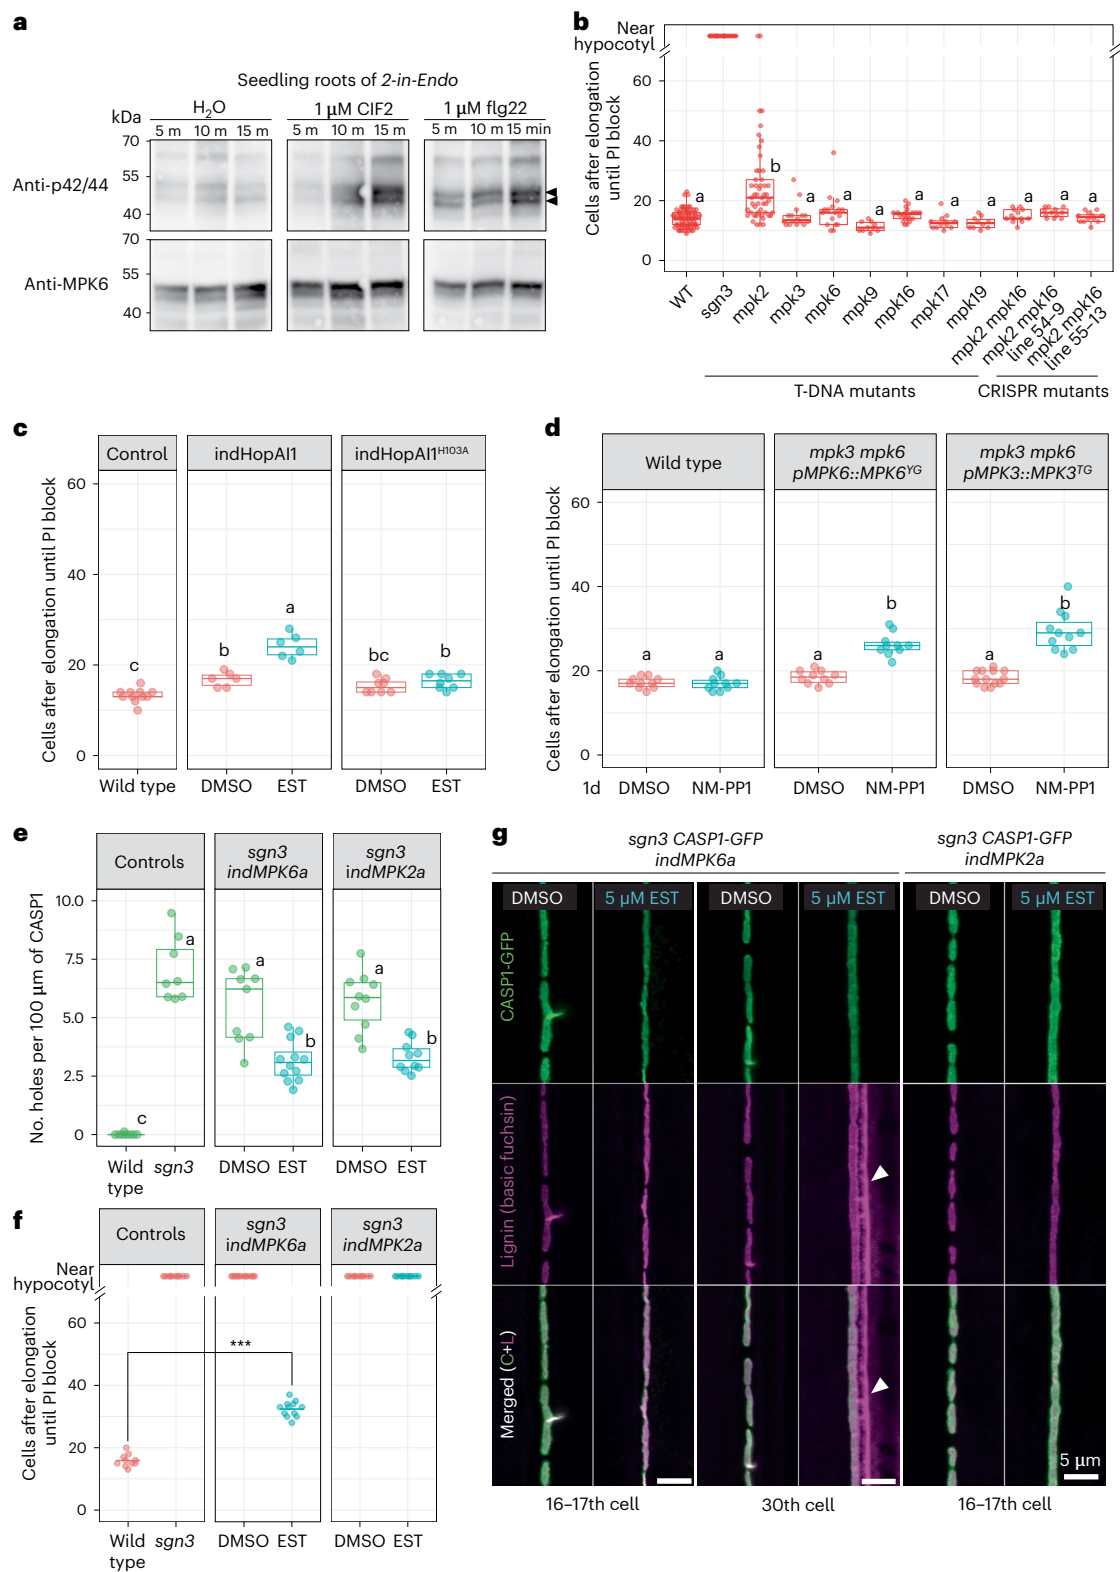 a
Seedling roots of 2-in-Endo
H2O
1 µM CIF2
1 µM flg22
kDa
5 m 10 m 15 m
5 m 10 m 15 m
5 m 10 m 15 min
70
Anti-p42/44
55
40
70
Anti-MPK6
55
40
b
Near
hypocotyl
Cells after elongation
until PI block
60
40
20
0
a
b
a
a
a
a
a
a
a
a
a
WT
sgn3
mpk2
mpk3
mpk6
mpk9
mpk16
mpk17
mpk19
mpk2 mpk16
mpk2 mpk16
line 54–9
mpk2 mpk16
line 55–13
T-DNA mutants
CRISPR mutants
c
Control
indHopAI1
indHopAI1H103A
Cells after elongation until PI block
60
40
20
0
c
b
a
bc
b
Wild type
DMSO
EST
DMSO
EST
d
Wild type
mpk3 mpk6
pMPK6::MPK6YG
mpk3 mpk6
pMPK3::MPK3TG
Cells after elongation until PI block
60
40
20
0
a
a
a
b
a
b
1d
DMSO
NM-PP1
DMSO
NM-PP1
DMSO
NM-PP1
e
Controls
sgn3
indMPK6a
sgn3
indMPK2a
No. holes per 100 µm of CASP1
10.0
7.5
5.0
2.5
0
c
a
a
b
a
b
Wild
type
sgn3
DMSO
EST
DMSO
EST
f
Controls
sgn3
indMPK6a
sgn3
indMPK2a
Near
hypocotyl
Cells after elongation
until PI block
60
40
20
0
***
Wild
type
sgn3
DMSO EST
DMSO EST
g
sgn3 CASP1-GFP
indMPK6a
sgn3 CASP1-GFP
indMPK2a
DMSO
5 µM EST
DMSO
5 µM EST
DMSO
5 µM EST
CASP1-GFP
Lignin (basic fuchsin)
Merged (C+L)
5 µm
16–17th cell
30th cell
16–17th cell